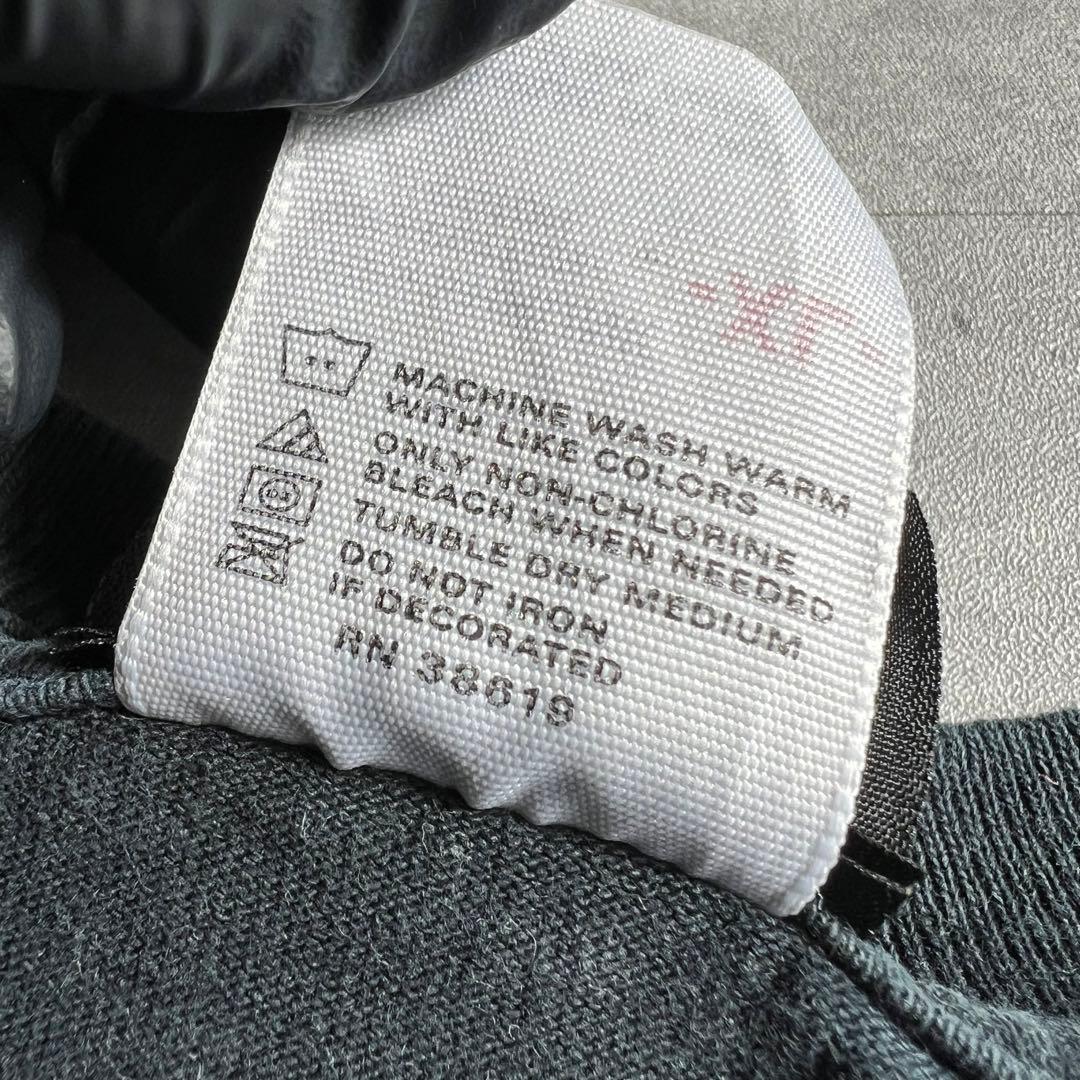 XL
MACHINE WASH WARM
WITH LIKE COLORS
ONLY NON-CHLORINE
BLEACH WHEN NEEDED
TUMBLE DRY MEDIUM
DO NOT IRON
IF DECORATED
RN 38619